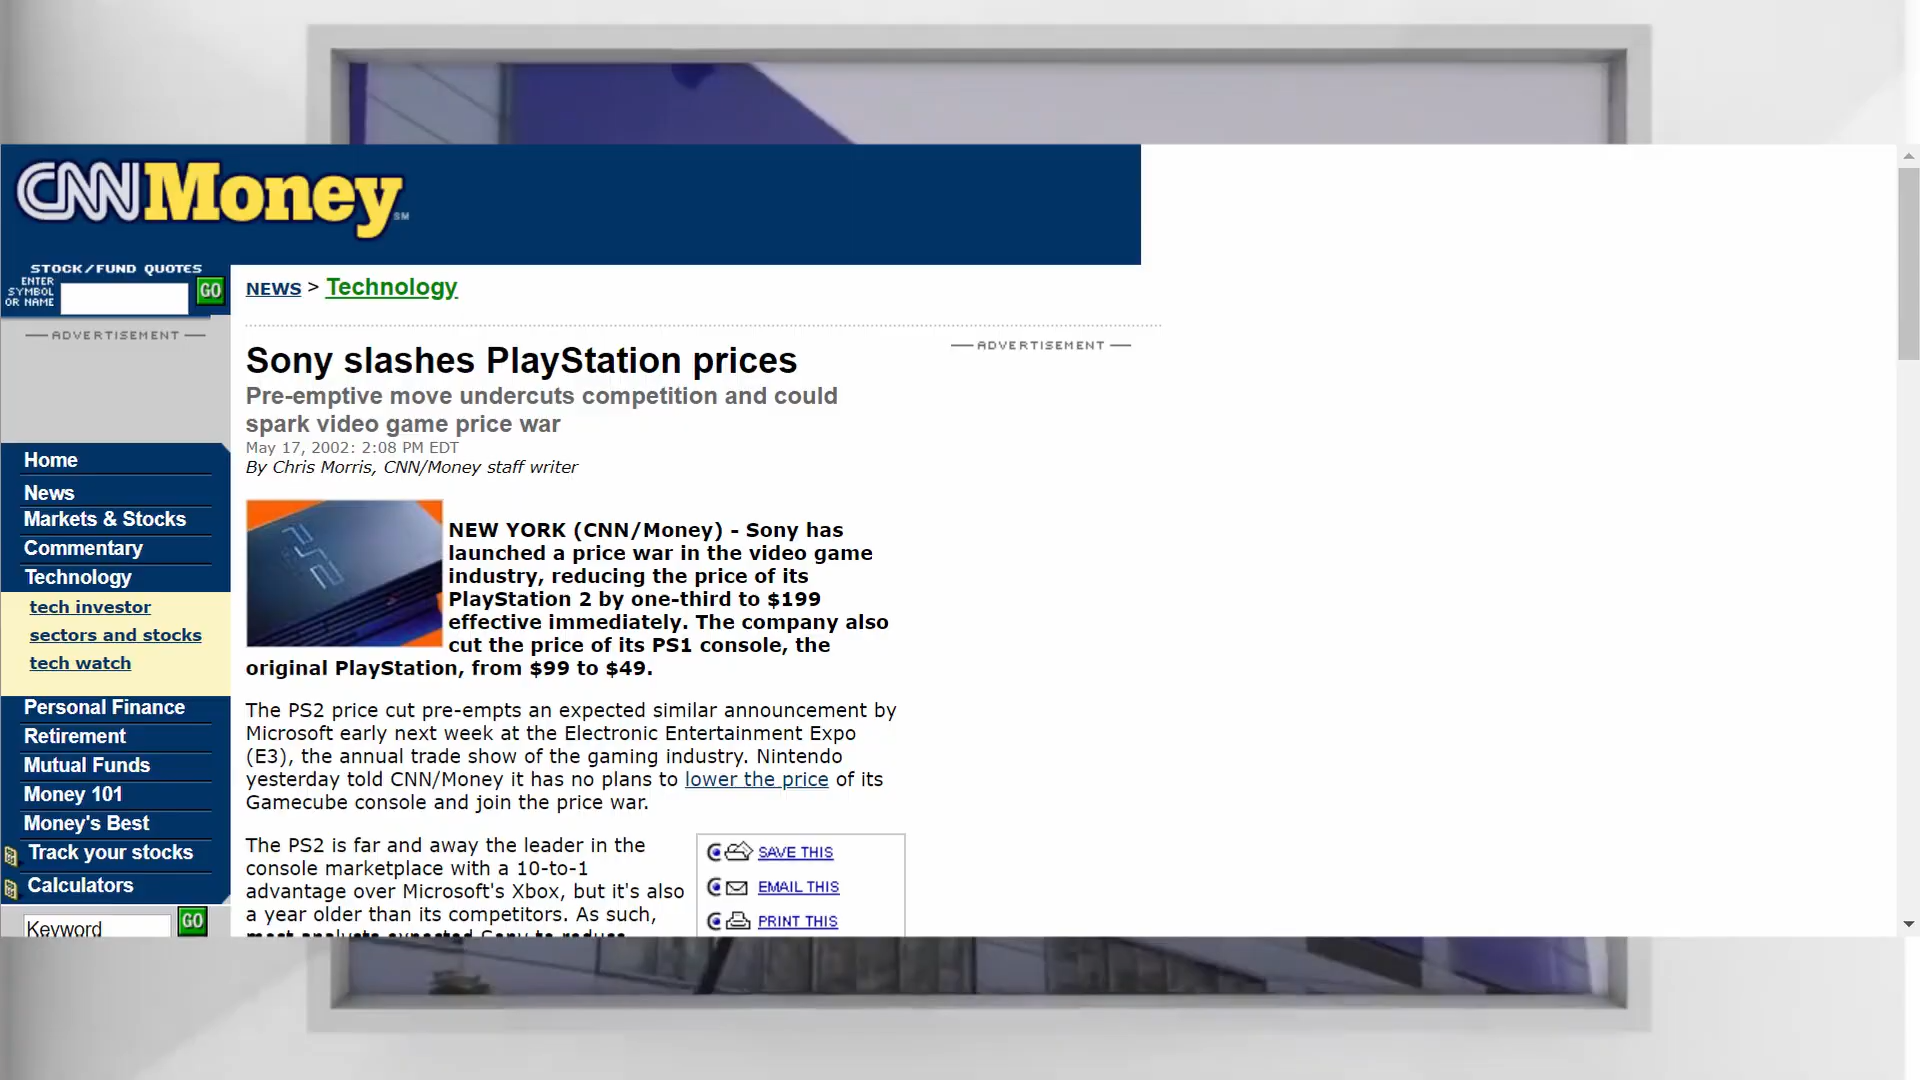 CNNMoney SM
STOCK/FUND QUOTES
ENTER
SYMBOL
OR NAME
GO
ADVERTISEMENT
Home
News
Markets & Stocks
Commentary
Technology
tech investor
sectors and stocks
tech watch
Personal Finance
Retirement
Mutual Funds
Money 101
Money's Best
Track your stocks
Calculators
Keyword
GO
NEWS > Technology
ADVERTISEMENT
Sony slashes PlayStation prices
Pre-emptive move undercuts competition and could
spark video game price war
May 17, 2002: 2:08 PM EDT
By Chris Morris, CNN/Money staff writer
PS2
NEW YORK (CNN/Money) - Sony has
launched a price war in the video game
industry, reducing the price of its
PlayStation 2 by one-third to $199
effective immediately. The company also
cut the price of its PS1 console, the
original PlayStation, from $99 to $49.
The PS2 price cut pre-empts an expected similar announcement by
Microsoft early next week at the Electronic Entertainment Expo
(E3), the annual trade show of the gaming industry. Nintendo
yesterday told CNN/Money it has no plans to lower the price of its
Gamecube console and join the price war.
The PS2 is far and away the leader in the
console marketplace with a 10-to-1
advantage over Microsoft's Xbox, but it's also
a year older than its competitors. As such,
most analysts expected Sony to reduce
SAVE THIS
EMAIL THIS
PRINT THIS